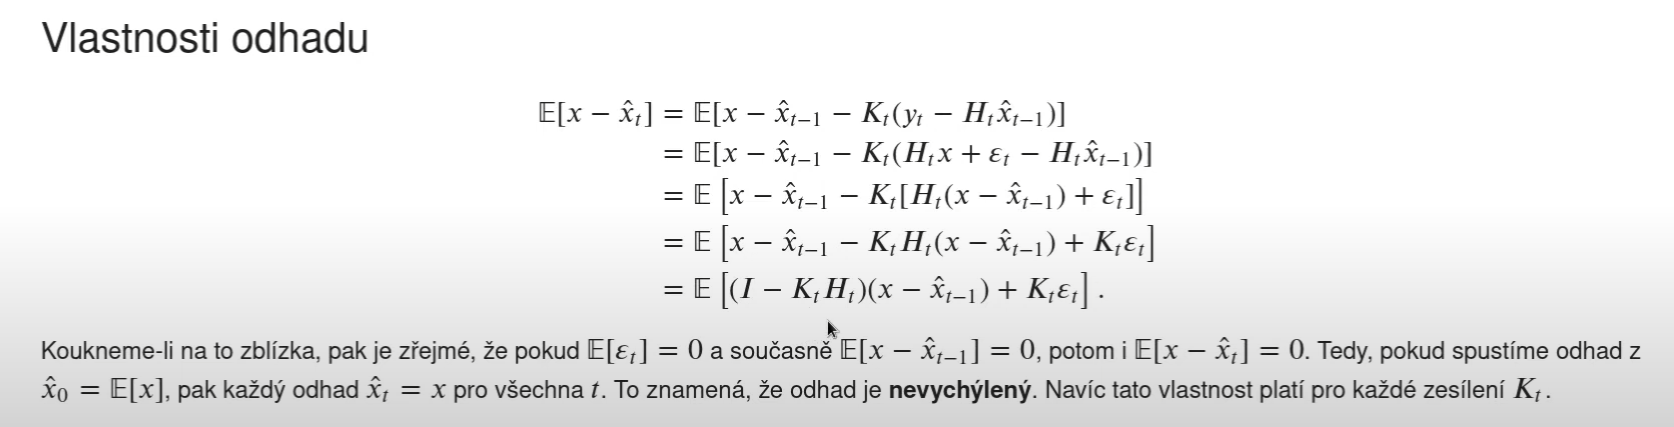 Vlastnosti odhadu
𝔼[x − x̂ₜ] = 𝔼[x − x̂ₜ₋₁ − Kₜ(yₜ − Hₜx̂ₜ₋₁)]
= 𝔼[x − x̂ₜ₋₁ − Kₜ(Hₜx + εₜ − Hₜx̂ₜ₋₁)]
= 𝔼 [x − x̂ₜ₋₁ − Kₜ[Hₜ(x − x̂ₜ₋₁) + εₜ]]
= 𝔼 [x − x̂ₜ₋₁ − KₜHₜ(x − x̂ₜ₋₁) + Kₜεₜ]
= 𝔼 [(I − KₜHₜ)(x − x̂ₜ₋₁) + Kₜεₜ] .
Koukneme-li na to zblízka, pak je zřejmé, že pokud 𝔼[εₜ] = 0 a současně 𝔼[x − x̂ₜ₋₁] = 0, potom i 𝔼[x − x̂ₜ] = 0. Tedy, pokud spustíme odhad z
x̂₀ = 𝔼[x], pak každý odhad x̂ₜ = x pro všechna t. To znamená, že odhad je nevychýlený. Navíc tato vlastnost platí pro každé zesílení Kₜ.